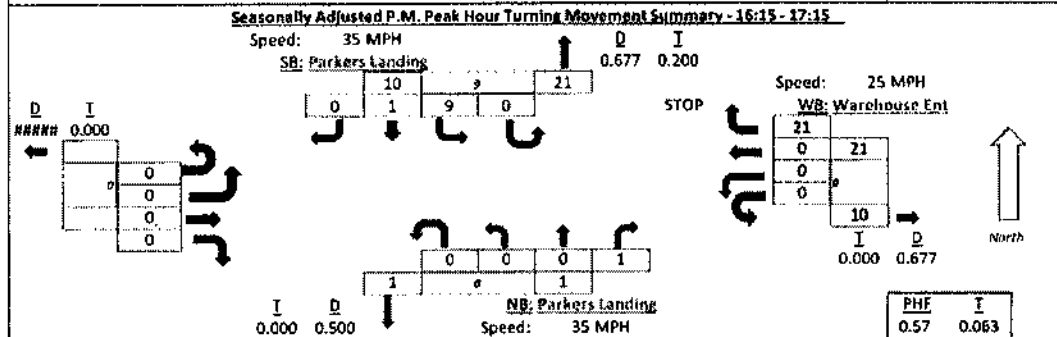 Seasonally Adjusted P.M. Peak Hour Turning Movement Summary - 16:15 - 17:15
Speed: 35 MPH
D T
0.677 0.200
SB: Parkers Landing
10 9 21
0 1 9 0
STOP
Speed: 25 MPH
WB: Warehouse Ent
21
0 21
0 0
0
10
T D
0.000 0.677
D T
##### 0.000
0
0 0
0
0
North
0 0 0 1
1 0 1
T D
0.000 0.500
NB: Parkers Landing
Speed: 35 MPH
PHF T
0.57 0.063